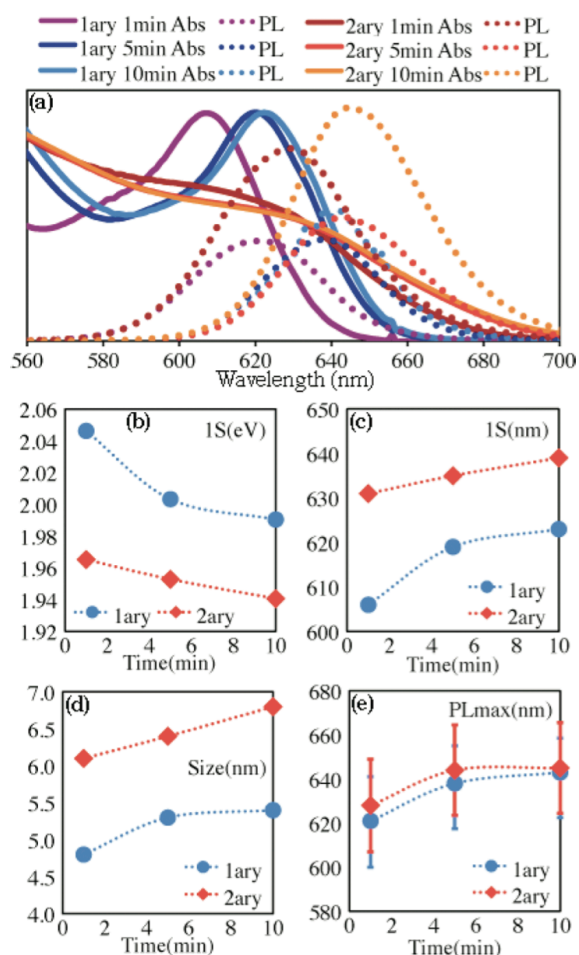 1ary 1min Abs PL 2ary 1min Abs PL
1ary 5min Abs PL 2ary 5min Abs PL
1ary 10min Abs PL 2ary 10min Abs PL
(a)
560 580 600 620 640 660 680 700
Wavelength (nm)
(b)
1S(eV)
2.06
2.04
2.02
2.00
1.98
1.96
1.94
1.92
1ary 2ary
0 2 4 6 8 10
Time(min)
(c)
1S(nm)
650
640
630
620
610
600
1ary
2ary
0 2 4 6 8 10
Time(min)
(d)
Size(nm)
7.0
6.5
6.0
5.5
5.0
4.5
4.0
1ary
2ary
0 2 4 6 8 10
Time(min)
(e)
PLmax(nm)
680
660
640
620
600
580
1ary
2ary
0 2 4 6 8 10
Time(min)